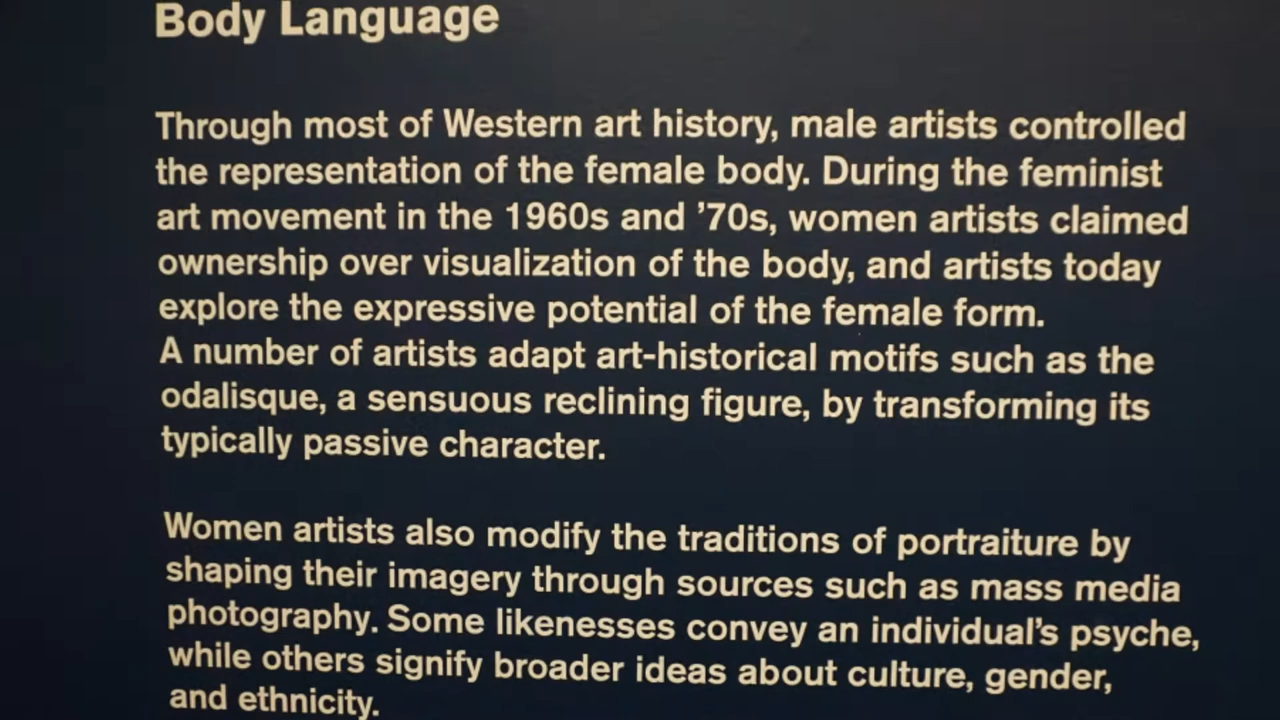 Body Language
Through most of Western art history, male artists controlled
the representation of the female body. During the feminist
art movement in the 1960s and ’70s, women artists claimed
ownership over visualization of the body, and artists today
explore the expressive potential of the female form.
A number of artists adapt art-historical motifs such as the
odalisque, a sensuous reclining figure, by transforming its
typically passive character.
Women artists also modify the traditions of portraiture by
shaping their imagery through sources such as mass media
photography. Some likenesses convey an individual’s psyche,
while others signify broader ideas about culture, gender,
and ethnicity.